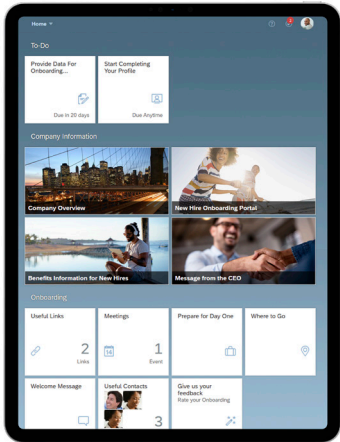 Home
To-Do
Provide Data For
Onboarding...
Due in 20 days
Start Completing
Your Profile
Due Anytime
Company Information
Company Overview
New Hire Onboarding Portal
Benefits Information for New Hires
Message from the CEO
Onboarding
Useful Links
2
Links
Meetings
14
1
Event
Prepare for Day One
Where to Go
Welcome Message
Useful Contacts
3
Give us your
feedback
Rate your Onboarding